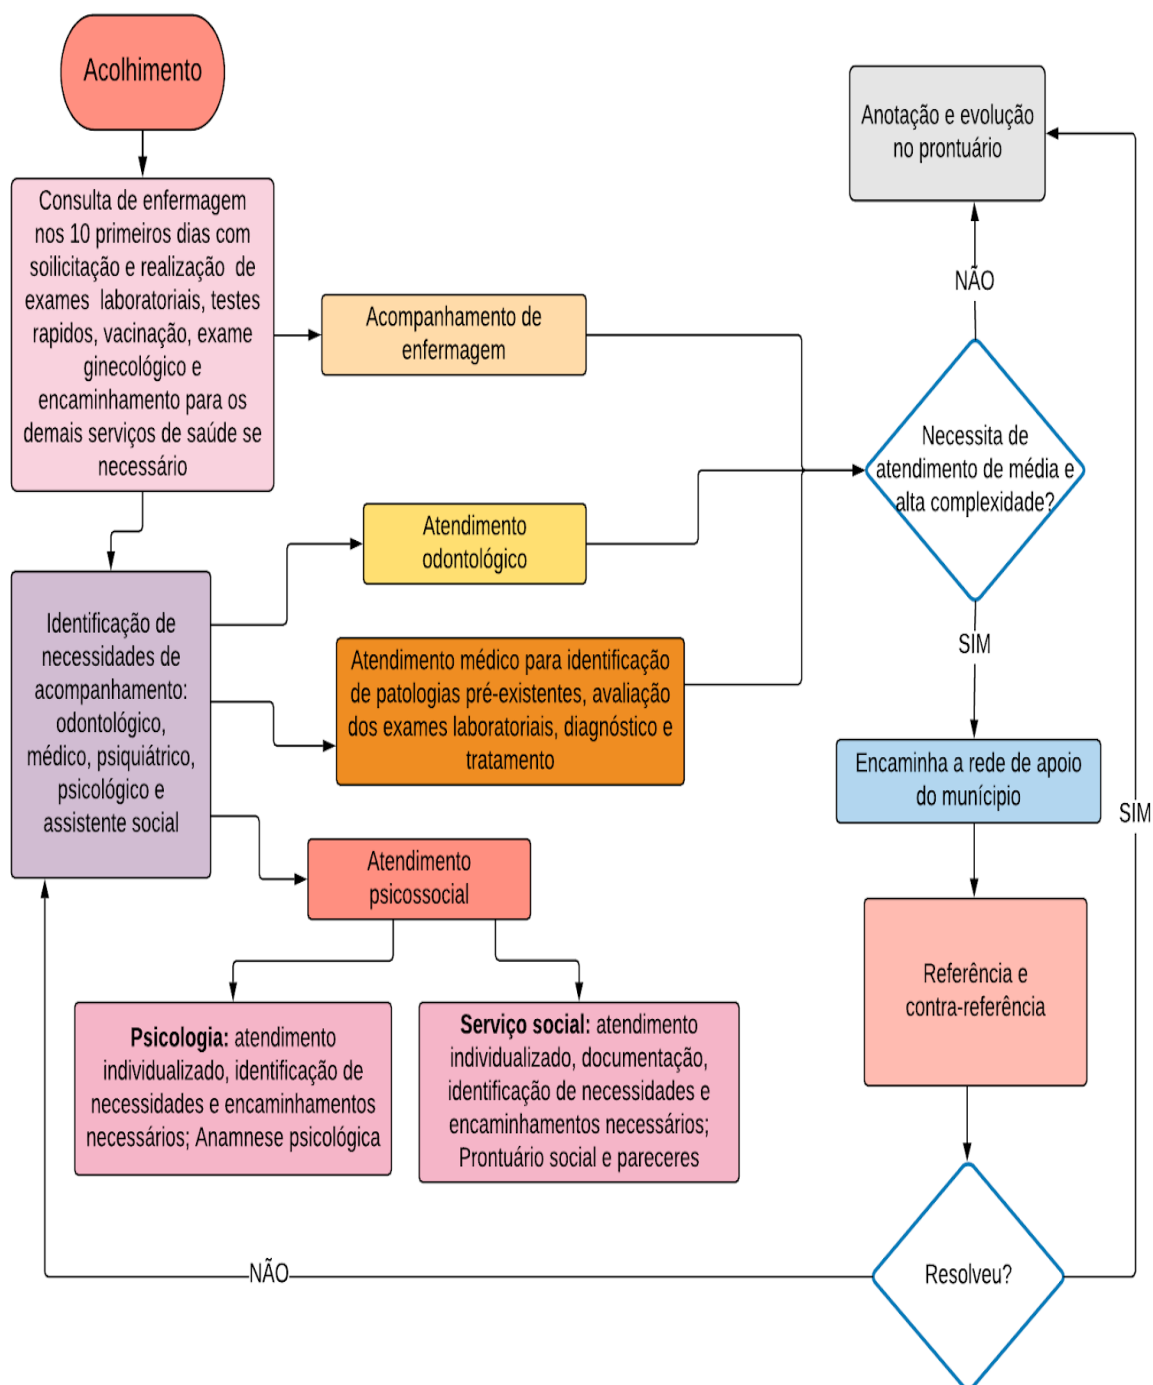 Acolhimento
Consulta de enfermagem
nos 10 primeiros dias com
soilicitação e realização de
exames laboratoriais, testes
rapidos, vacinação, exame
ginecológico e
encaminhamento para os
demais serviços de saúde se
necessário
Acompanhamento de
enfermagem
Atendimento
odontológico
Identificação de
necessidades de
acompanhamento:
odontológico,
médico, psiquiátrico,
psicológico e
assistente social
Atendimento médico para identificação
de patologias pré-existentes, avaliação
dos exames laboratoriais, diagnóstico e
tratamento
Atendimento
psicossocial
Psicologia: atendimento
individualizado, identificação de
necessidades e encaminhamentos
necessários; Anamnese psicológica
Serviço social: atendimento
individualizado, documentação,
identificação de necessidades e
encaminhamentos necessários;
Prontuário social e pareceres
Anotação e evolução
no prontuário
NÃO
Necessita de
atendimento de média e
alta complexidade?
SIM
Encaminha a rede de apoio
do munícipio
SIM
Referência e
contra-referência
Resolveu?
NÃO